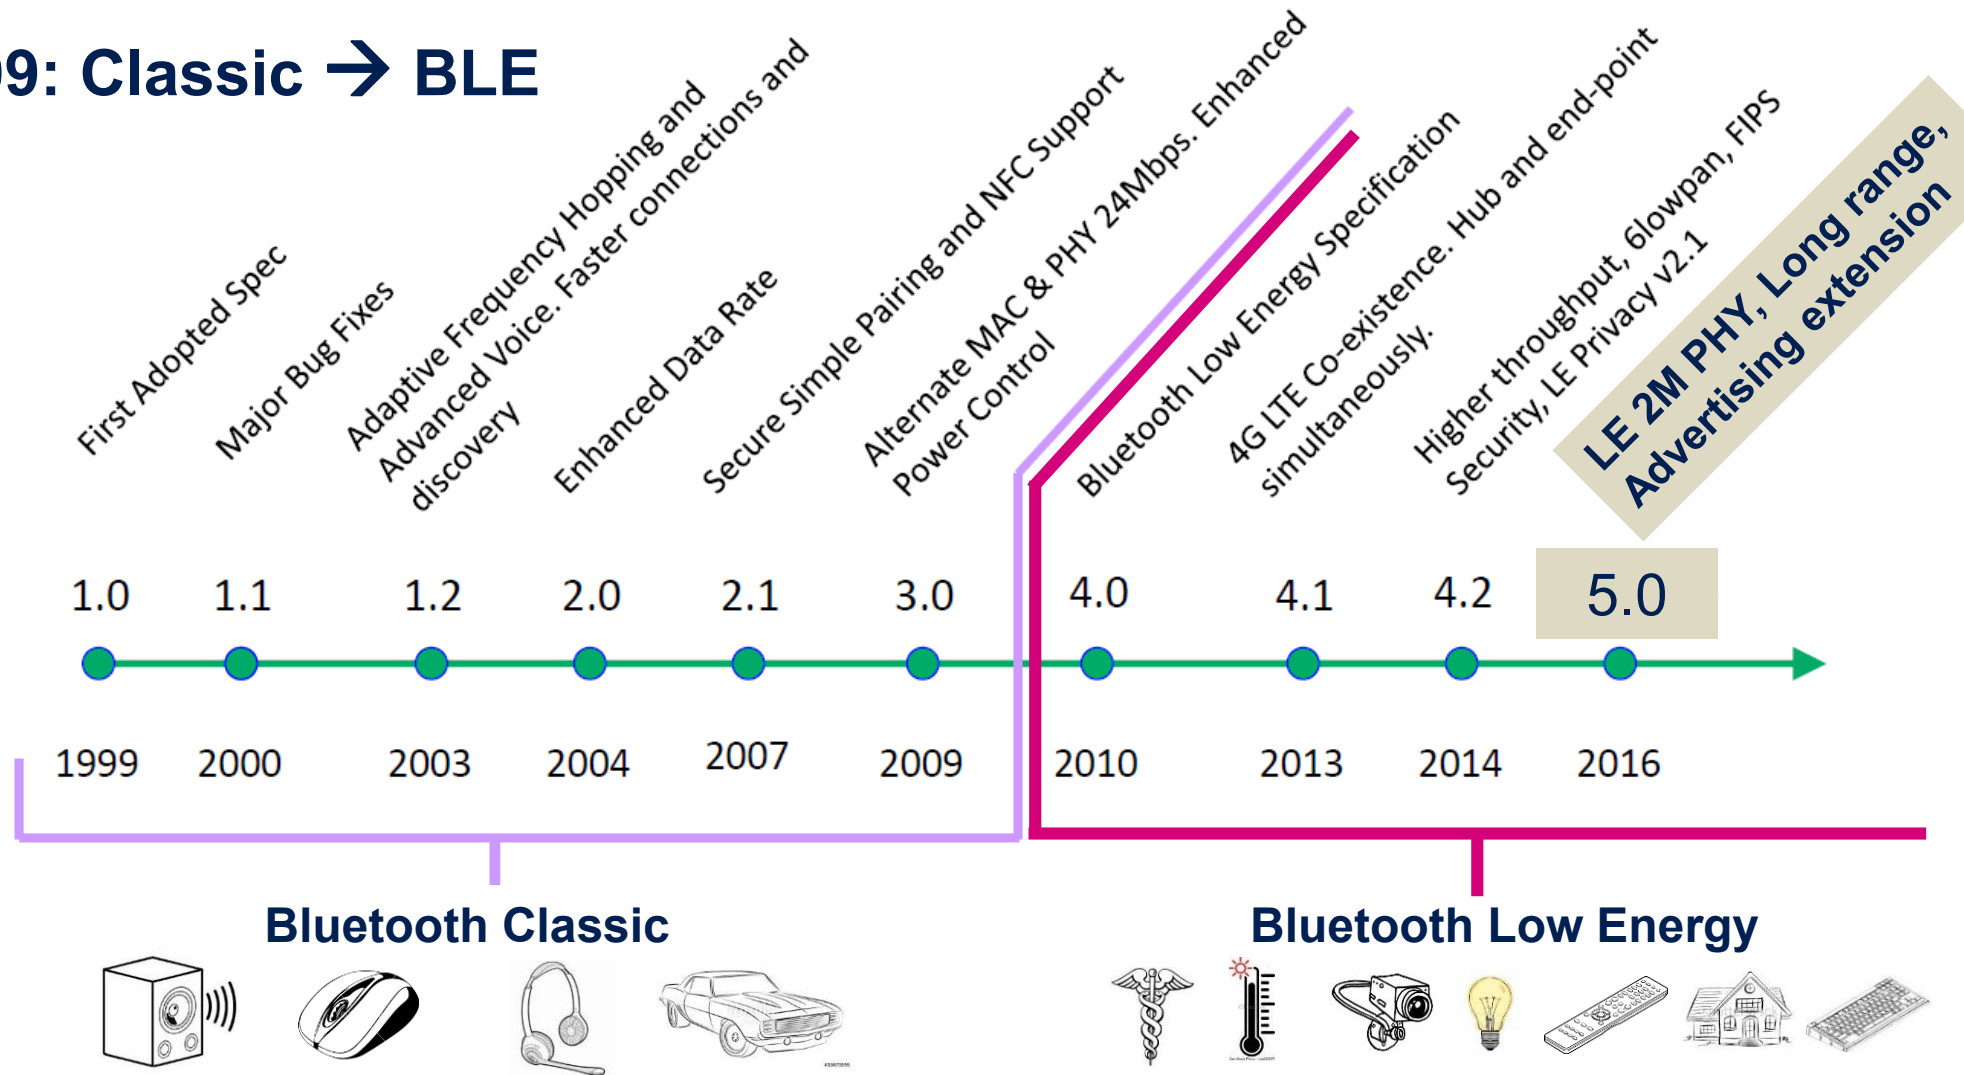 99: Classic → BLE
First Adopted Spec
Major Bug Fixes
Adaptive Frequency Hopping and
Advanced Voice. Faster connections and
discovery
Enhanced Data Rate
Secure Simple Pairing and NFC Support
Alternate MAC & PHY 24Mbps. Enhanced
Power Control
Bluetooth Low Energy Specification
4G LTE Co-existence. Hub and end-point
simultaneously.
Higher throughput, 6lowpan, FIPS
Security, LE Privacy v2.1
LE 2M PHY, Long range,
Advertising extension
1.0 1.1 1.2 2.0 2.1 3.0 4.0 4.1 4.2 5.0
1999 2000 2003 2004 2007 2009 2010 2013 2014 2016
Bluetooth Classic
Bluetooth Low Energy